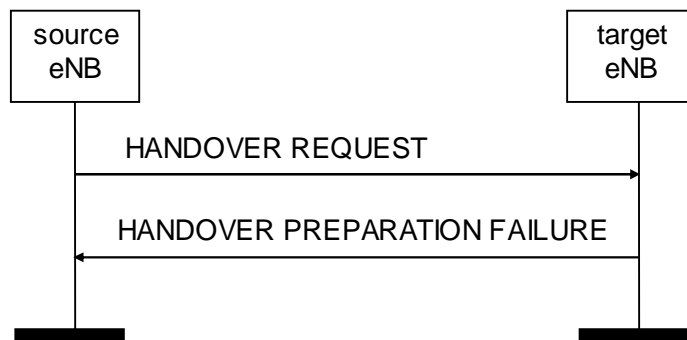 source
eNB
target
eNB
HANDOVER REQUEST
HANDOVER PREPARATION FAILURE